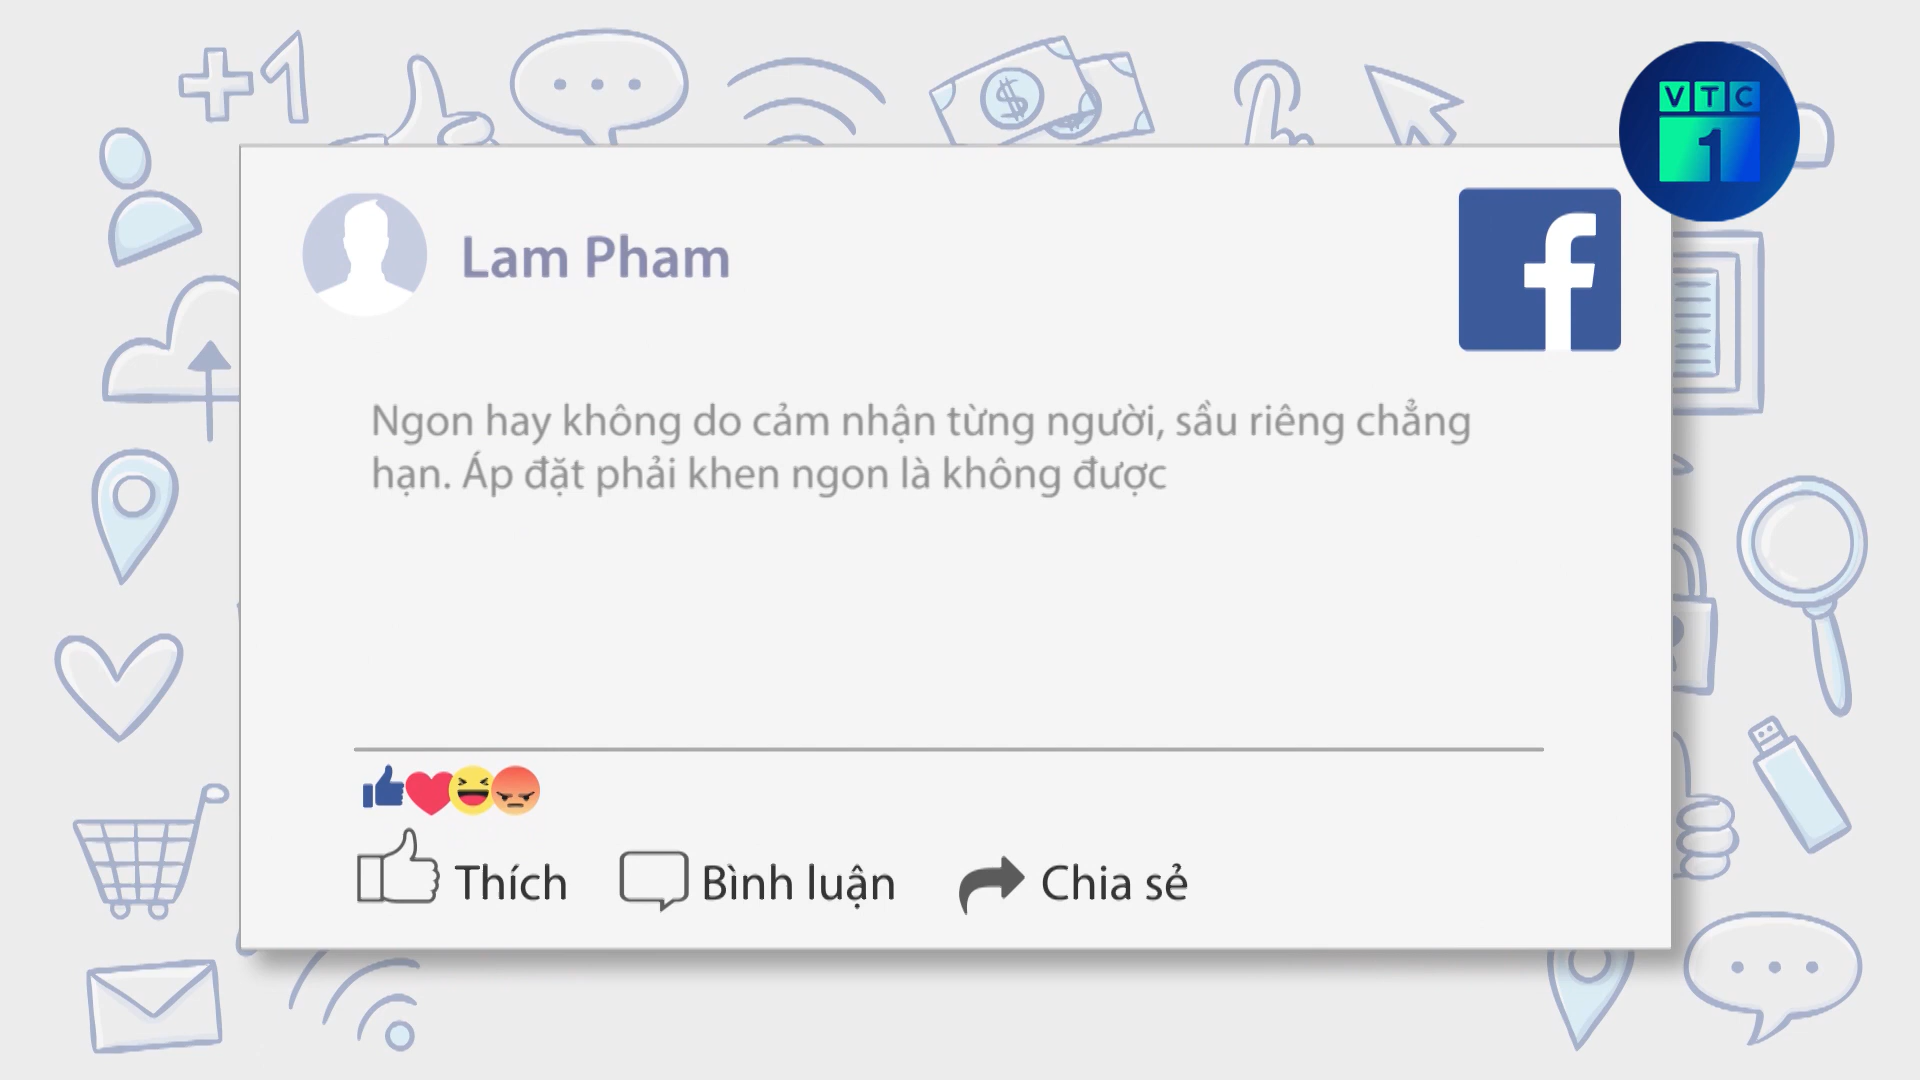 +1
VTC
1
Lam Pham
Ngon hay không do cảm nhận từng người, sầu riêng chẳng
hạn. Áp đặt phải khen ngon là không được
Thích Bình luận Chia sẻ